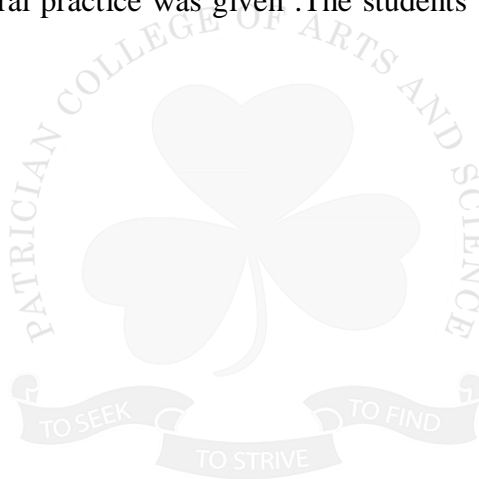 ral practice was given .The students
PATRICIAN COLLEGE OF ARTS AND SCIENCE
TO SEEK
TO STRIVE
TO FIND